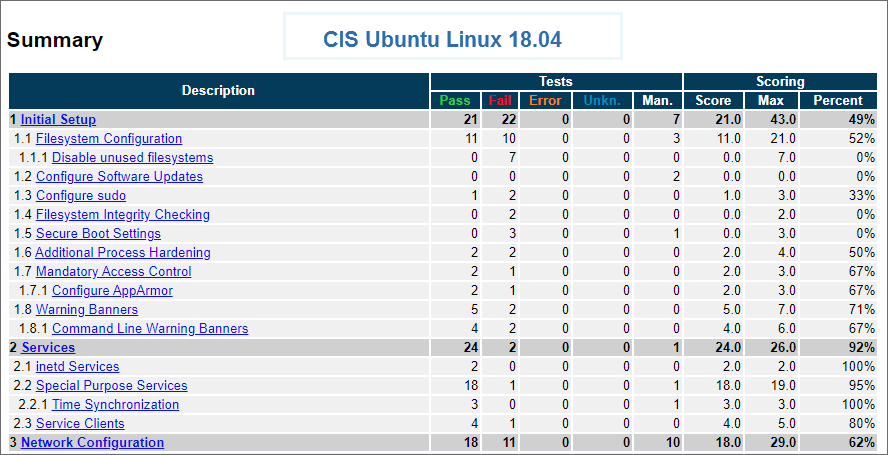 Summary CIS Ubuntu Linux 18.04
Tests Scoring
Description
Pass Fail Error Unkn. Man. Score Max Percent
1 Initial Setup 21 22 0 0 7 21.0 43.0 49%
1.1 Filesystem Configuration 11 10 0 0 3 11.0 21.0 52%
1.1.1 Disable unused filesystems 0 7 0 0 0 0.0 7.0 0%
1.2 Configure Software Updates 0 0 0 0 2 0.0 0.0 0%
1.3 Configure sudo 1 2 0 0 0 1.0 3.0 33%
1.4 Filesystem Integrity Checking 0 2 0 0 0 0.0 2.0 0%
1.5 Secure Boot Settings 0 3 0 0 1 0.0 3.0 0%
1.6 Additional Process Hardening 2 2 0 0 0 2.0 4.0 50%
1.7 Mandatory Access Control 2 1 0 0 0 2.0 3.0 67%
1.7.1 Configure AppArmor 2 1 0 0 0 2.0 3.0 67%
1.8 Warning Banners 5 2 0 0 0 5.0 7.0 71%
1.8.1 Command Line Warning Banners 4 2 0 0 0 4.0 6.0 67%
2 Services 24 2 0 0 1 24.0 26.0 92%
2.1 inetd Services 2 0 0 0 0 2.0 2.0 100%
2.2 Special Purpose Services 18 1 0 0 1 18.0 19.0 95%
2.2.1 Time Synchronization 3 0 0 0 1 3.0 3.0 100%
2.3 Service Clients 4 1 0 0 0 4.0 5.0 80%
3 Network Configuration 18 11 0 0 10 18.0 29.0 62%